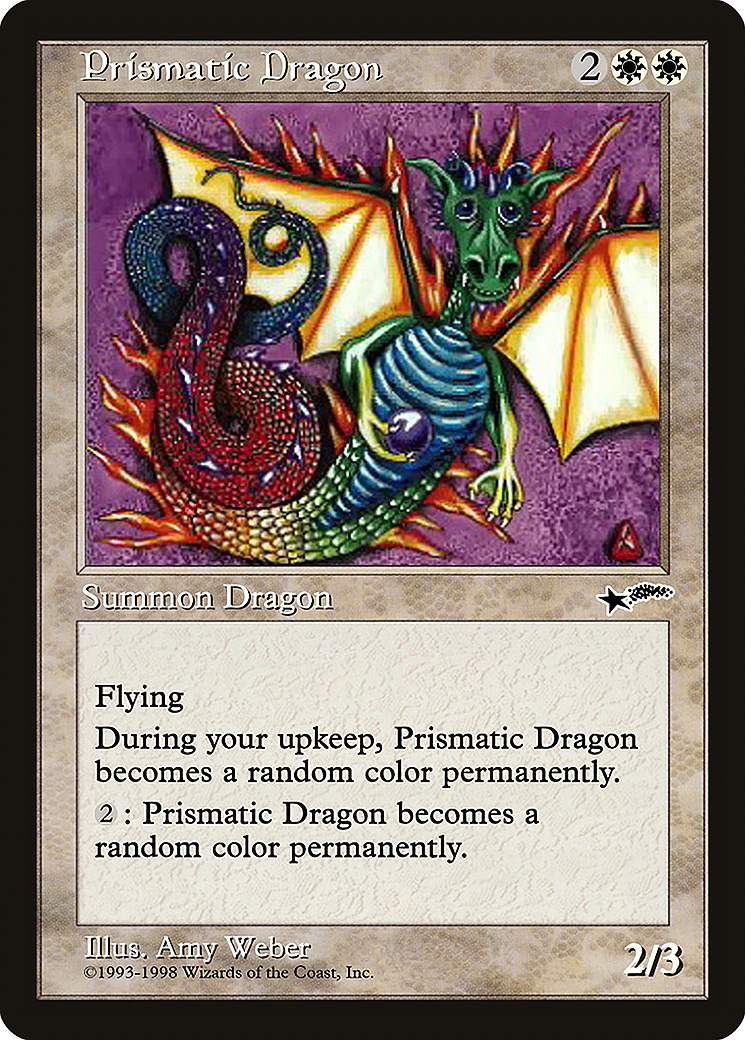 Prismatic Dragon 2
Summon Dragon
Flying
During your upkeep, Prismatic Dragon
becomes a random color permanently.
2 : Prismatic Dragon becomes a
random color permanently.
Illus. Amy Weber
©1993-1998 Wizards of the Coast, Inc.
2/3